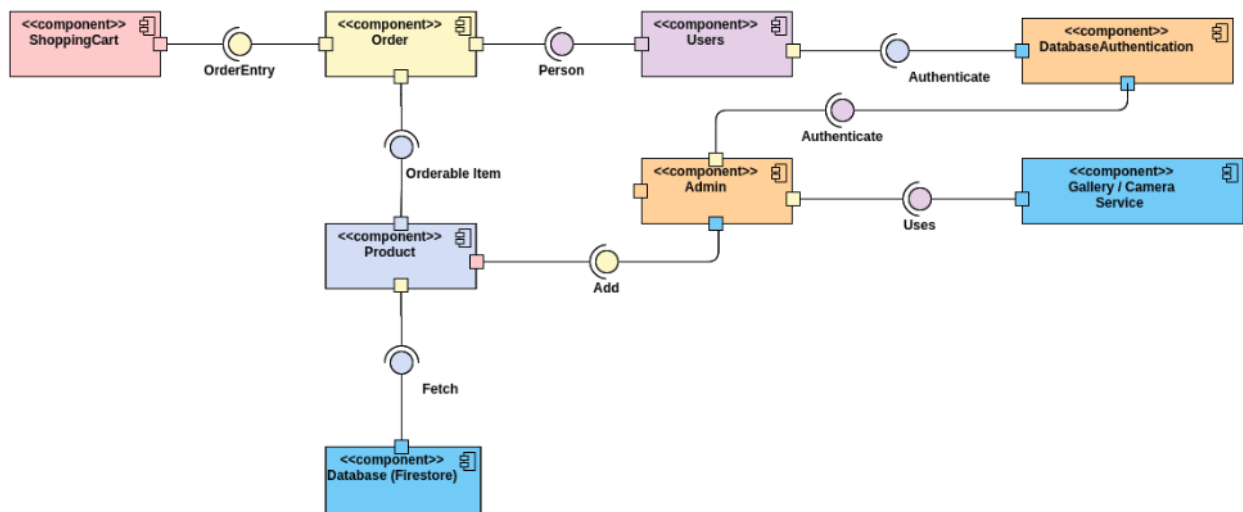 <<component>>
ShoppingCart
OrderEntry
<<component>>
Order
Person
<<component>>
Users
Authenticate
<<component>>
DatabaseAuthentication
Authenticate
Orderable Item
<<component>>
Admin
Uses
<<component>>
Gallery / Camera
Service
<<component>>
Product
Add
Fetch
<<component>>
Database (Firestore)